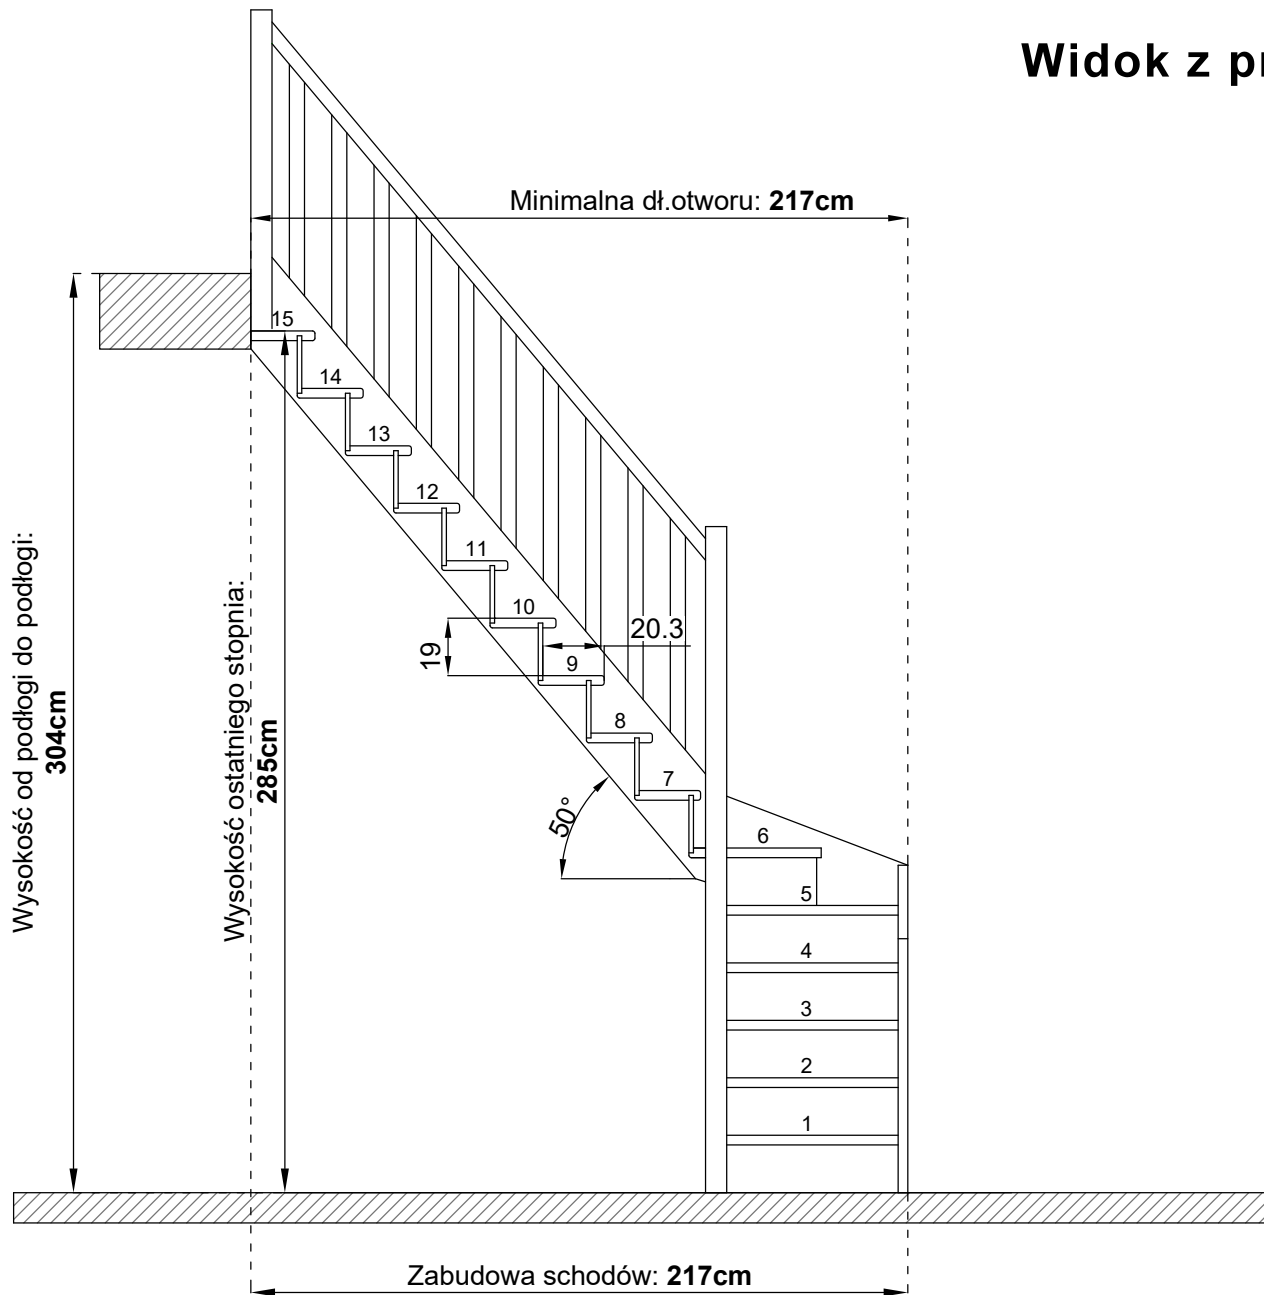 Widok z pr
Minimalna dł.otworu: 217cm
15
14
13
12
11
10
20.3
19
9
8
7
50°
6
5
4
3
2
1
Wysokość od podłogi do podłogi:
304cm
Wysokość ostatniego stopnia:
285cm
Zabudowa schodów: 217cm